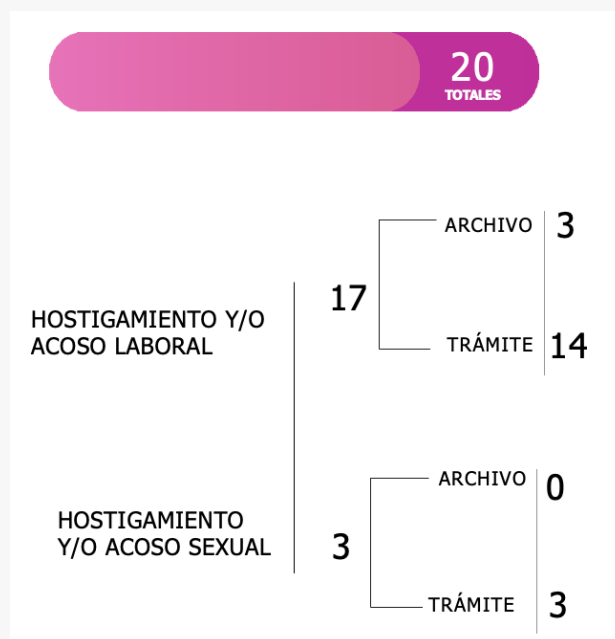 20
TOTALES
HOSTIGAMIENTO Y/O
ACOSO LABORAL
17
ARCHIVO 3
TRÁMITE 14
HOSTIGAMIENTO
Y/O ACOSO SEXUAL
3
ARCHIVO 0
TRÁMITE 3